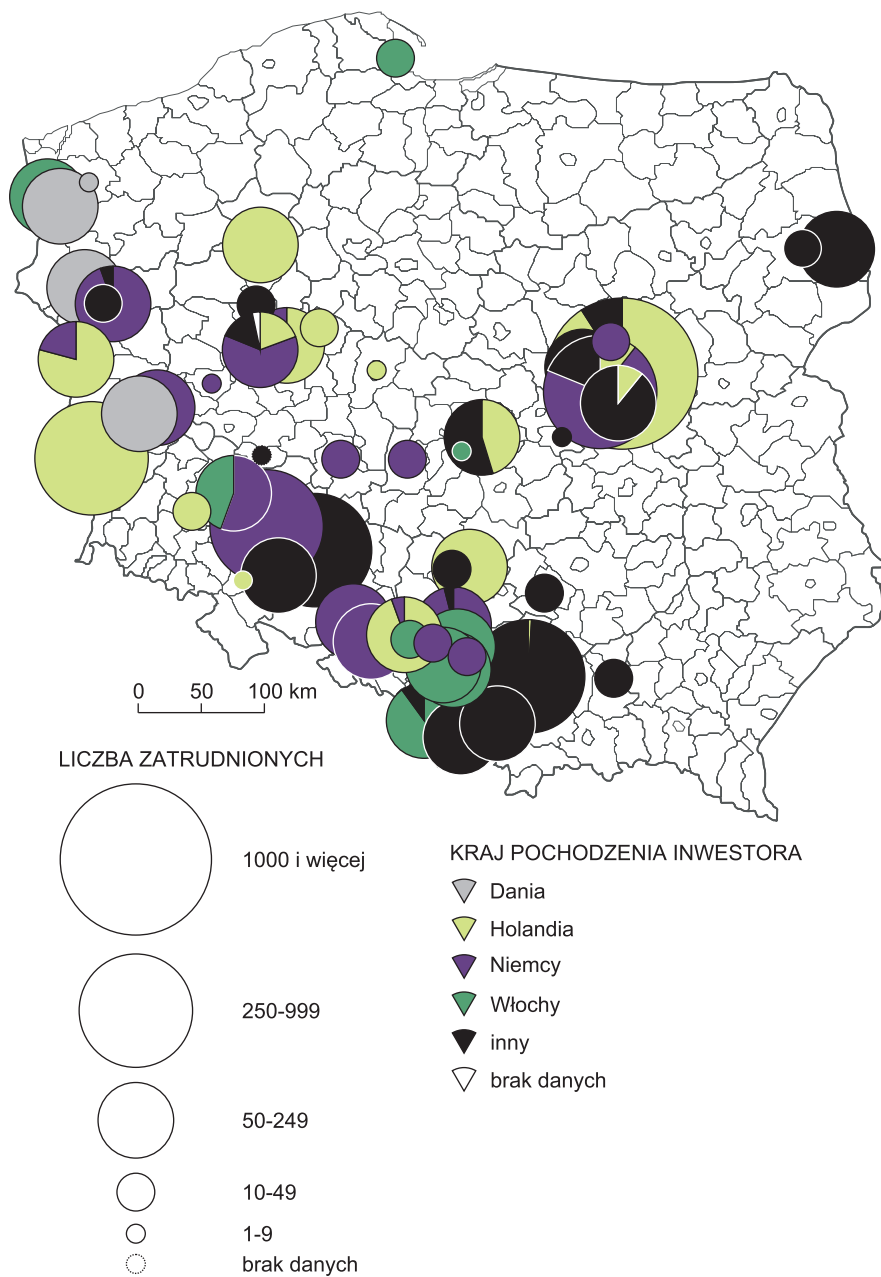 0 50 100 km
LICZBA ZATRUDNIONYCH
1000 i więcej
250-999
50-249
10-49
1-9
brak danych
KRAJ POCHODZENIA INWESTORA
Dania
Holandia
Niemcy
Włochy
inny
brak danych